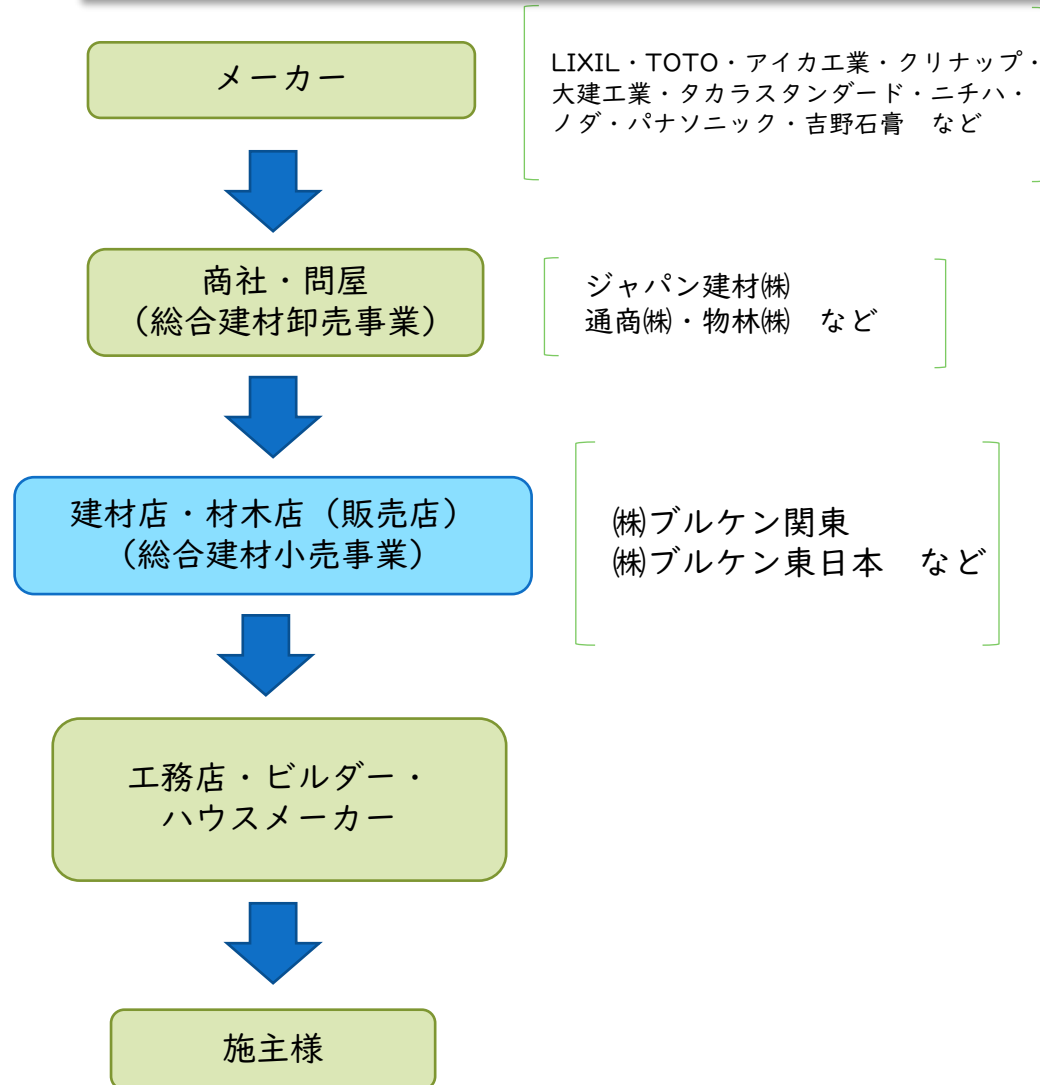 メーカー
LIXIL・TOTO・アイカ工業・クリナップ・
大建工業・タカラスタンダード・ニチハ・
ノダ・パナソニック・吉野石膏　など
商社・問屋
（総合建材卸売事業）
ジャパン建材㈱
通商㈱・物林㈱　など
建材店・材木店（販売店）
（総合建材小売事業）
㈱ブルケン関東
㈱ブルケン東日本　など
工務店・ビルダー・
ハウスメーカー
施主様